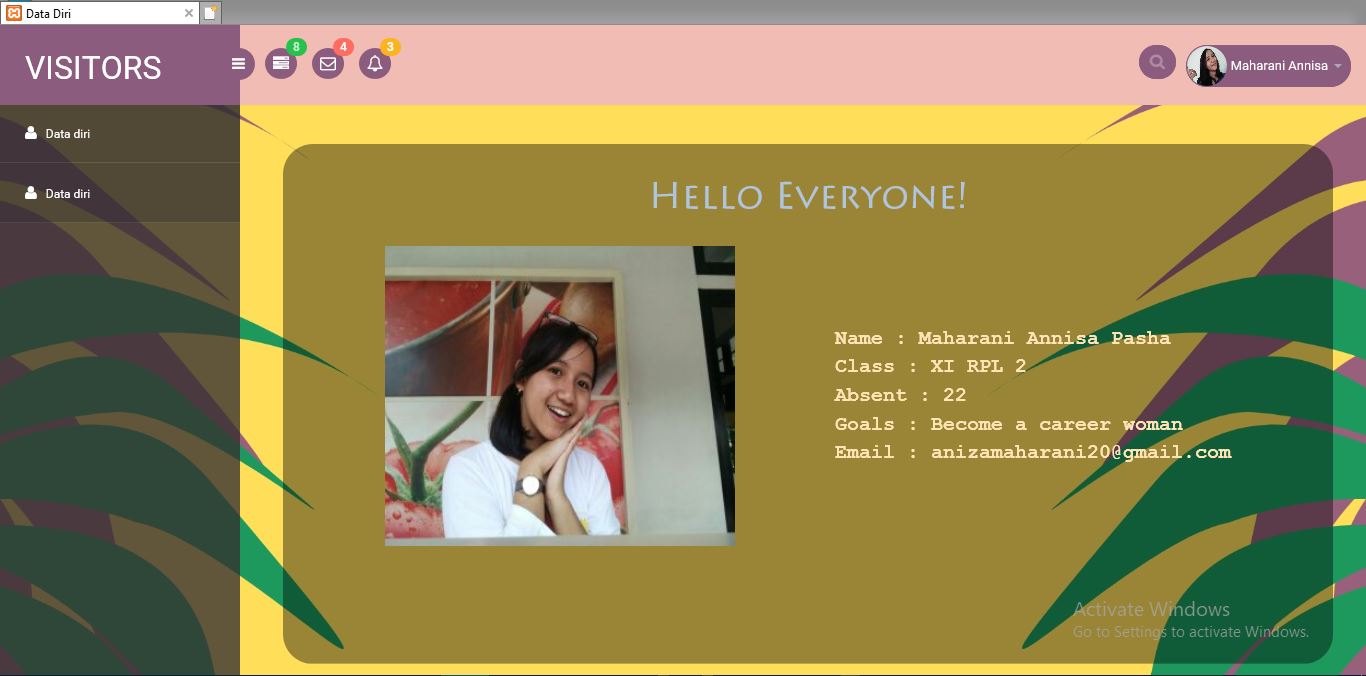 Data Diri
VISITORS
8
4
3
Maharani Annisa
Data diri
Data diri
Hello Everyone!
Name : Maharani Annisa Pasha
Class : XI RPL 2
Absent : 22
Goals : Become a career woman
Email : anizamaharani20@gmail.com
Activate Windows
Go to Settings to activate Windows.